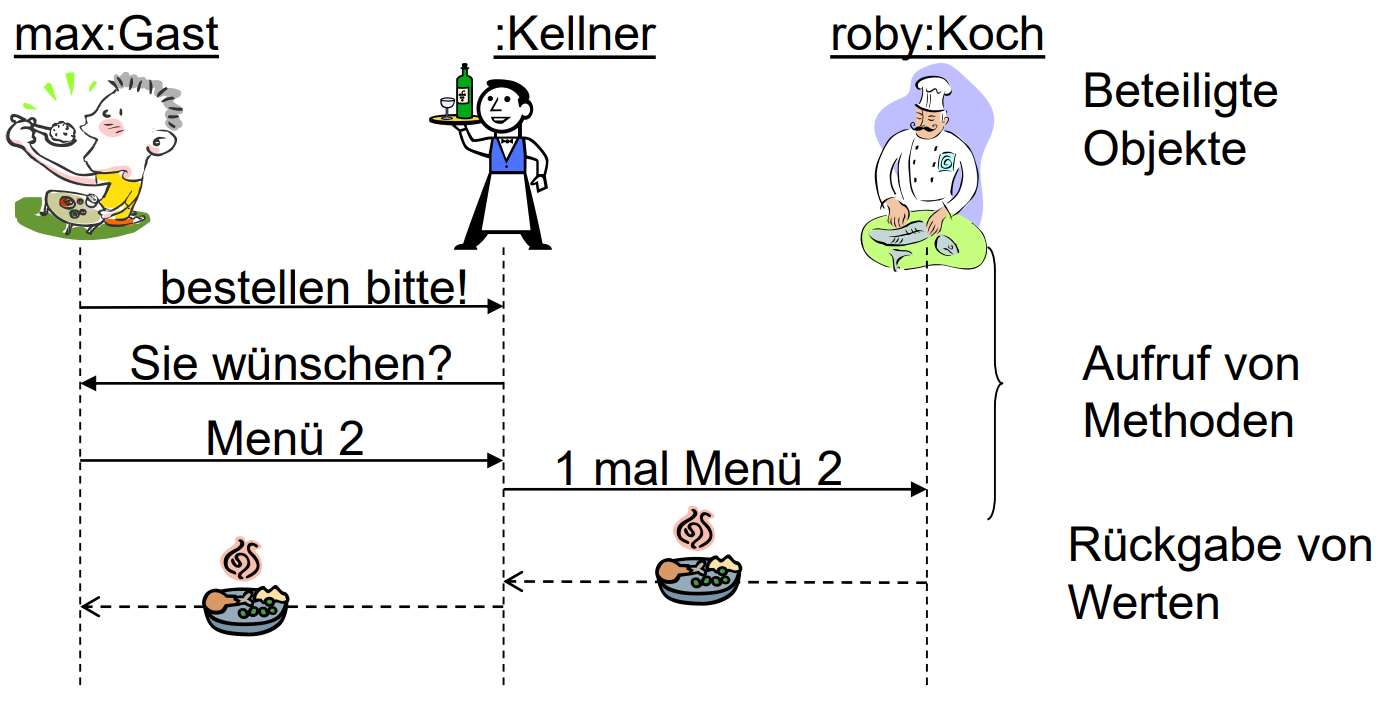 max:Gast
:Kellner
roby:Koch
Beteiligte
Objekte
bestellen bitte!
Sie wünschen?
Aufruf von
Methoden
Menü 2
1 mal Menü 2
Rückgabe von
Werten